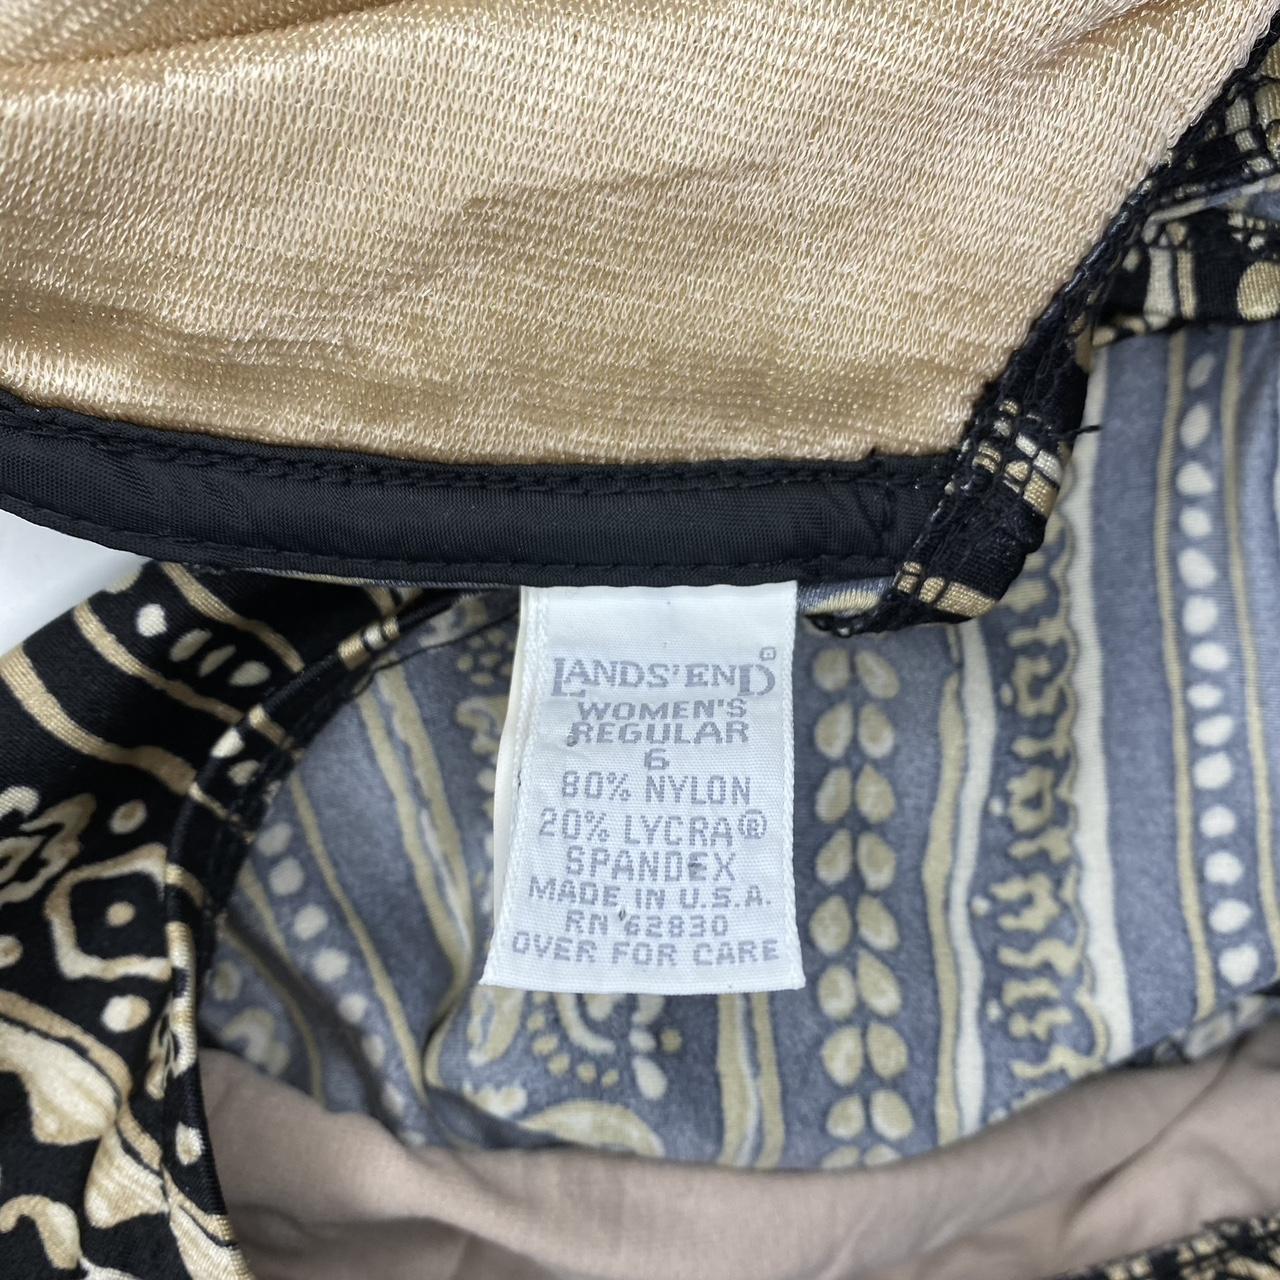 LANDS' END
WOMEN'S
REGULAR
6
80% NYLON
20% LYCRA®
SPANDEX
MADE IN U.S.A.
RN 62830
OVER FOR CARE